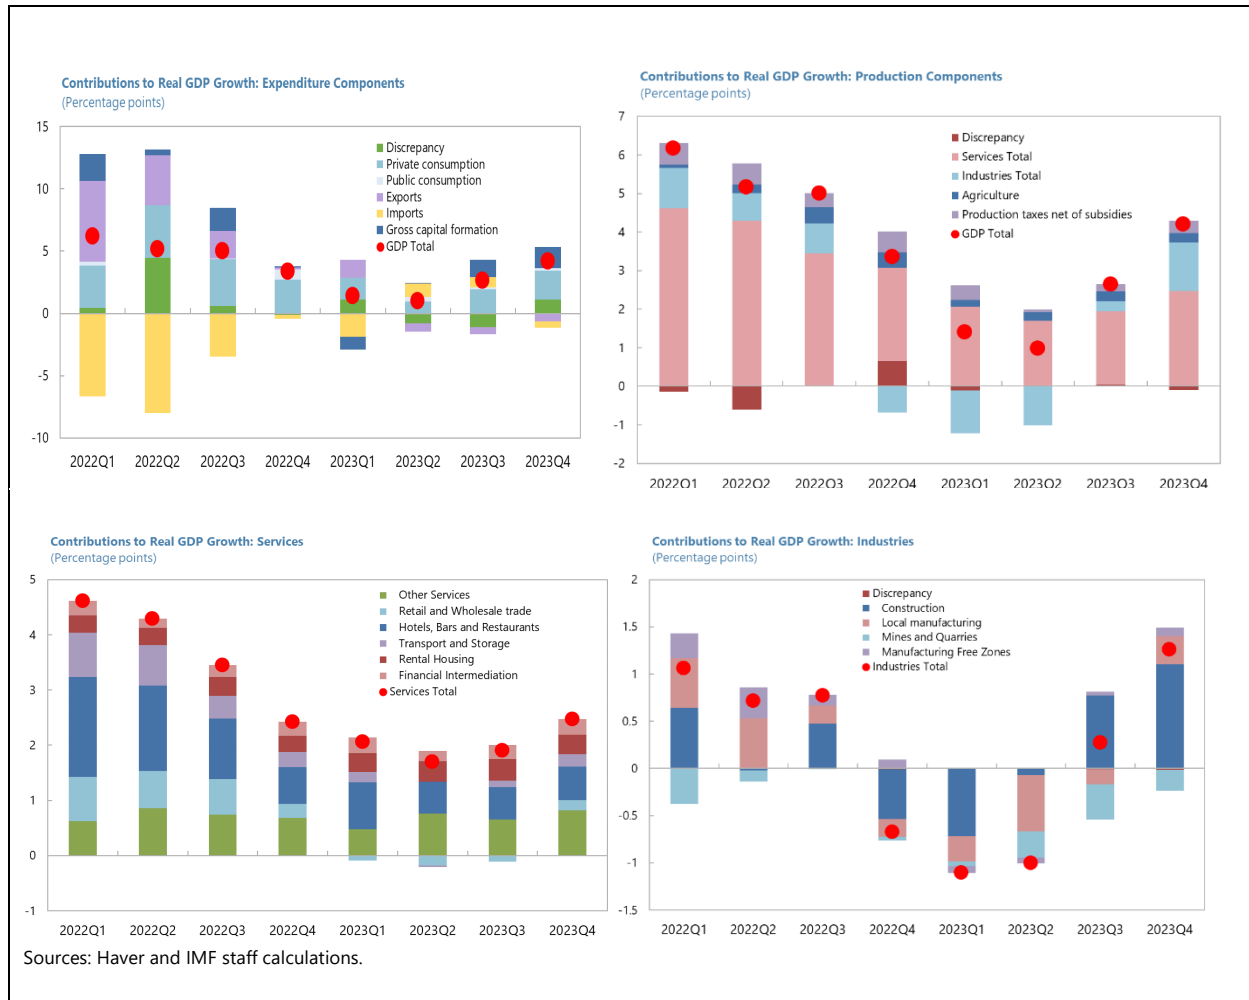 Contributions to Real GDP Growth: Expenditure Components
(Percentage points)
15
10
5
0
-5
-10
Discrepancy
Private consumption
Public consumption
Exports
Imports
Gross capital formation
GDP Total
2022Q1 2022Q2 2022Q3 2022Q4 2023Q1 2023Q2 2023Q3 2023Q4
Contributions to Real GDP Growth: Production Components
(Percentage points)
7
6
5
4
3
2
1
0
-1
-2
Discrepancy
Services Total
Industries Total
Agriculture
Production taxes net of subsidies
GDP Total
2022Q1 2022Q2 2022Q3 2022Q4 2023Q1 2023Q2 2023Q3 2023Q4
Contributions to Real GDP Growth: Services
(Percentage points)
5
4
3
2
1
0
-1
Other Services
Retail and Wholesale trade
Hotels, Bars and Restaurants
Transport and Storage
Rental Housing
Financial Intermediation
Services Total
2022Q1 2022Q2 2022Q3 2022Q4 2023Q1 2023Q2 2023Q3 2023Q4
Contributions to Real GDP Growth: Industries
(Percentage points)
2
1.5
1
0.5
0
-0.5
-1
-1.5
Discrepancy
Construction
Local manufacturing
Mines and Quarries
Manufacturing Free Zones
Industries Total
2022Q1 2022Q2 2022Q3 2022Q4 2023Q1 2023Q2 2023Q3 2023Q4
Sources: Haver and IMF staff calculations.